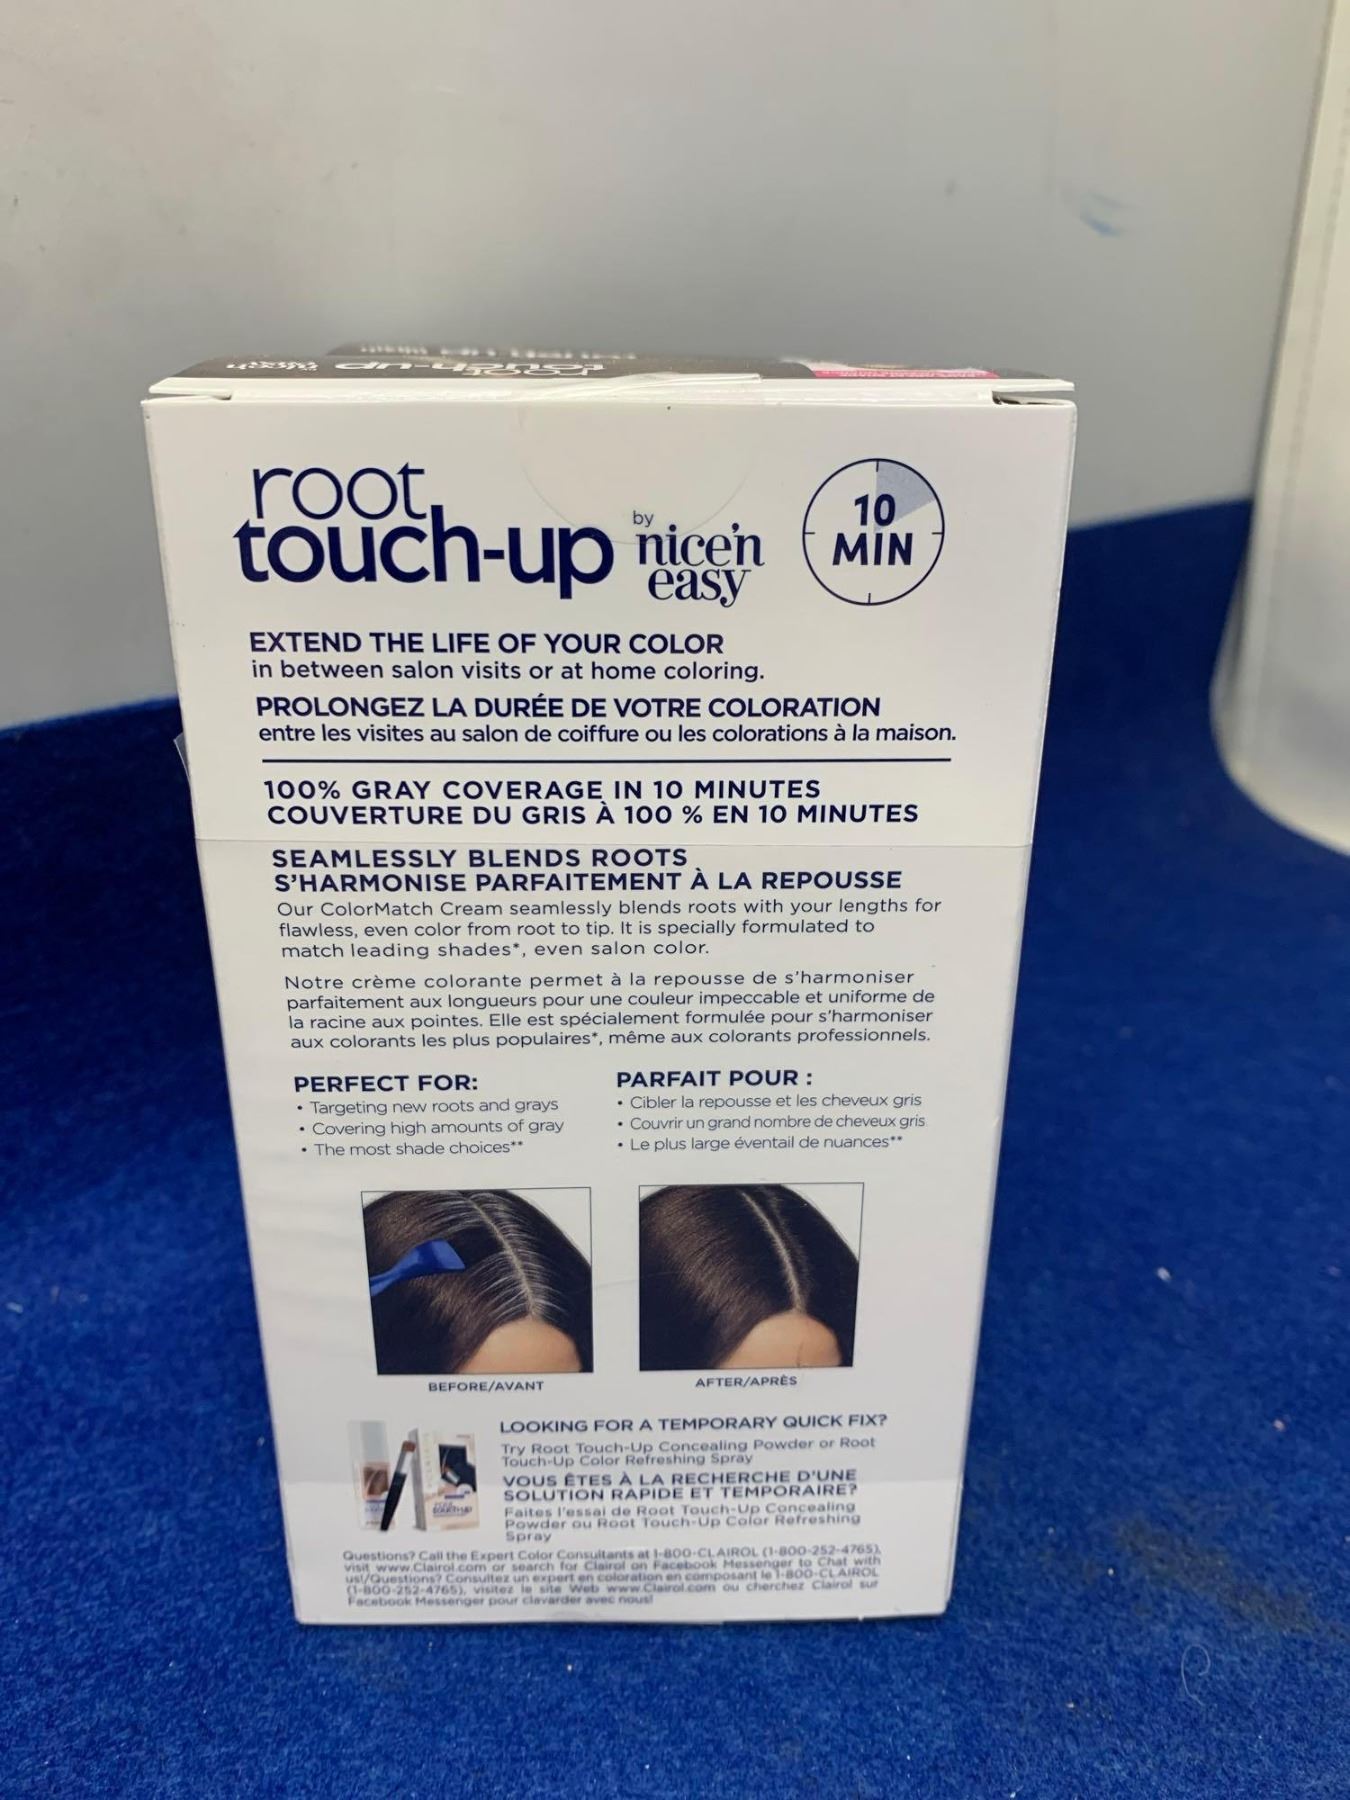 root
touch-up
root
touch-up
by
nice'n
easy
10
MIN
EXTEND THE LIFE OF YOUR COLOR
in between salon visits or at home coloring.
PROLONGEZ LA DURÉE DE VOTRE COLORATION
entre les visites au salon de coiffure ou les colorations à la maison.
100% GRAY COVERAGE IN 10 MINUTES
COUVERTURE DU GRIS À 100 % EN 10 MINUTES
SEAMLESSLY BLENDS ROOTS
S'HARMONISE PARFAITEMENT À LA REPOUSSE
Our ColorMatch Cream seamlessly blends roots with your lengths for
flawless, even color from root to tip. It is specially formulated to
match leading shades*, even salon color.
Notre crème colorante permet à la repousse de s'harmoniser
parfaitement aux longueurs pour une couleur impeccable et uniforme de
la racine aux pointes. Elle est spécialement formulée pour s'harmoniser
aux colorants les plus populaires*, même aux colorants professionnels.
PERFECT FOR:
• Targeting new roots and grays
• Covering high amounts of gray
• The most shade choices**
PARFAIT POUR :
• Cibler la repousse et les cheveux gris
• Couvrir un grand nombre de cheveux gris
• Le plus large éventail de nuances**
BEFORE/AVANT
AFTER/APRÈS
LOOKING FOR A TEMPORARY QUICK FIX?
Try Root Touch-Up Concealing Powder or Root
Touch-Up Color Refreshing Spray
VOUS ÊTES À LA RECHERCHE D'UNE
SOLUTION RAPIDE ET TEMPORAIRE?
Faites l'essai de Root Touch-Up Concealing
Powder ou Root Touch-Up Color Refreshing
Spray
Questions? Call the Expert Color Consultants at 1-800-CLAIROL (1-800-252-4765),
visit www.Clairol.com or search for Clairol on Facebook Messenger to Chat with
us!/Questions? Consultez un expert en coloration en composant le 1-800-CLAIROL
(1-800-252-4765), visitez le site Web www.Clairol.com ou cherchez Clairol sur
Facebook Messenger pour clavarder avec nous!